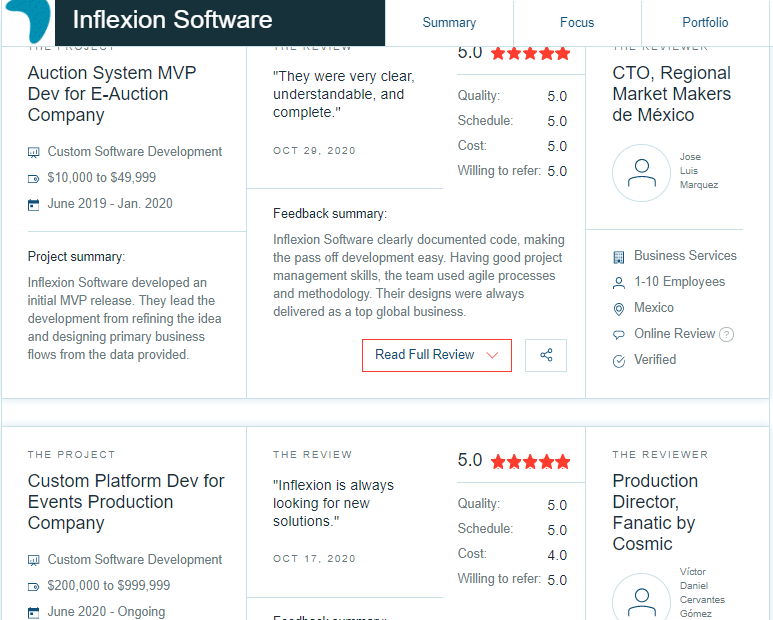 Inflexion Software
Summary
Focus
Portfolio
THE PROJECT
Auction System MVP
Dev for E-Auction
Company
Custom Software Development
$10,000 to $49,999
June 2019 - Jan. 2020
Project summary:
Inflexion Software developed an
initial MVP release. They lead the
development from refining the idea
and designing primary business
flows from the data provided.
THE REVIEW
"They were very clear,
understandable, and
complete."
OCT 29, 2020
5.0
Quality: 5.0
Schedule: 5.0
Cost: 5.0
Willing to refer: 5.0
Feedback summary:
Inflexion Software clearly documented code, making
the pass off development easy. Having good project
management skills, the team used agile processes
and methodology. Their designs were always
delivered as a top global business.
Read Full Review
THE REVIEWER
CTO, Regional
Market Makers
de México
Jose
Luis
Marquez
Business Services
1-10 Employees
Mexico
Online Review ?
Verified
THE PROJECT
Custom Platform Dev for
Events Production
Company
Custom Software Development
$200,000 to $999,999
June 2020 - Ongoing
THE REVIEW
"Inflexion is always
looking for new
solutions."
OCT 17, 2020
Feedback summary:
5.0
Quality: 5.0
Schedule: 5.0
Cost: 4.0
Willing to refer: 5.0
THE REVIEWER
Production
Director,
Fanatic by
Cosmic
Víctor
Daniel
Cervantes
Gómez